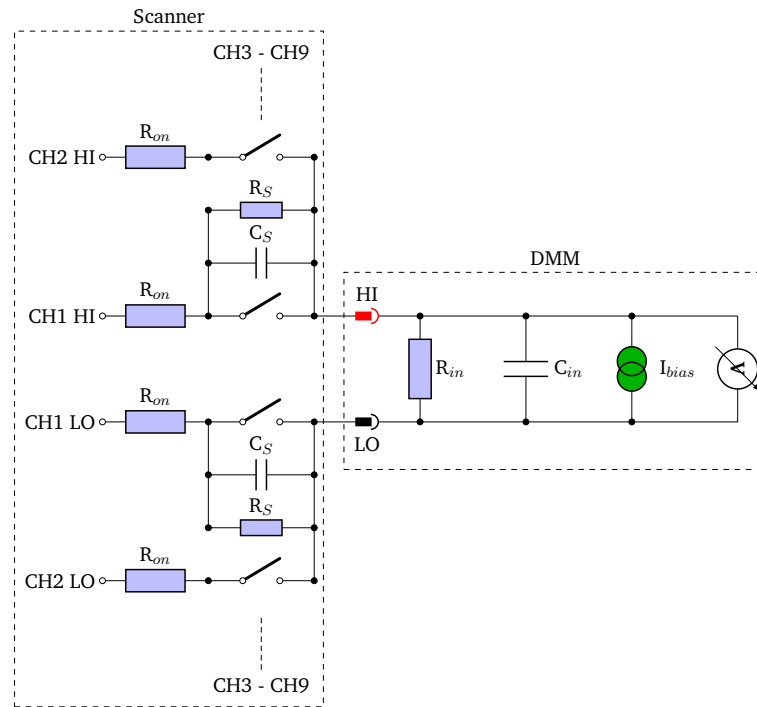 Scanner
CH3 - CH9
CH2 HI
R_on
R_S
C_S
DMM
CH1 HI
R_on
HI
R_in
C_in
I_bias
V
CH1 LO
R_on
LO
C_S
R_S
CH2 LO
R_on
CH3 - CH9